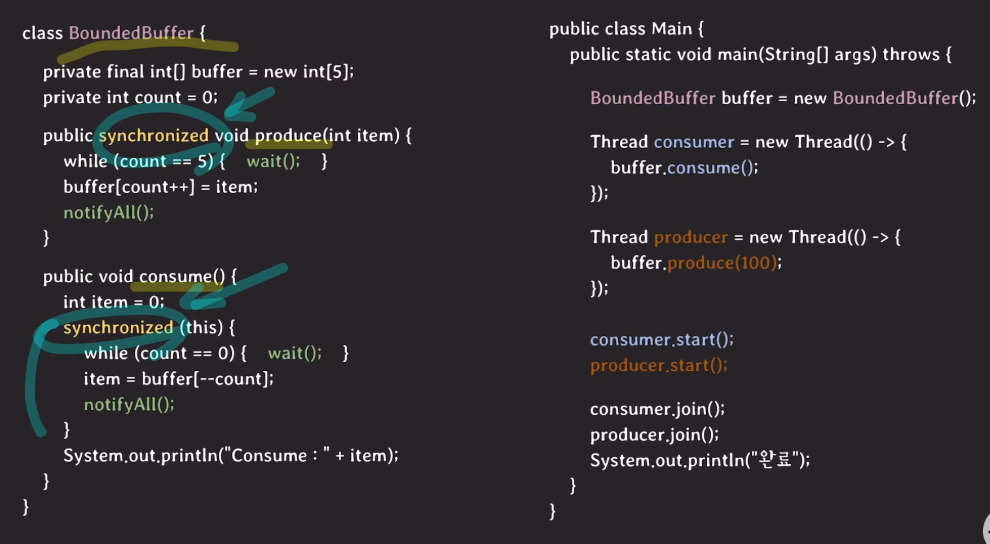 class BoundedBuffer {
private final int[] buffer = new int[5];
private int count = 0;
public synchronized void produce(int item) {
while (count == 5) { wait(); }
buffer[count++] = item;
notifyAll();
}
public void consume() {
int item = 0;
synchronized (this) {
while (count == 0) { wait(); }
item = buffer[--count];
notifyAll();
}
System.out.println("Consume : " + item);
}
}
public class Main {
public static void main(String[] args) throws {
BoundedBuffer buffer = new BoundedBuffer();
Thread consumer = new Thread(() -> {
buffer.consume();
});
Thread producer = new Thread(() -> {
buffer.produce(100);
});
consumer.start();
producer.start();
consumer.join();
producer.join();
System.out.println("완료");
}
}